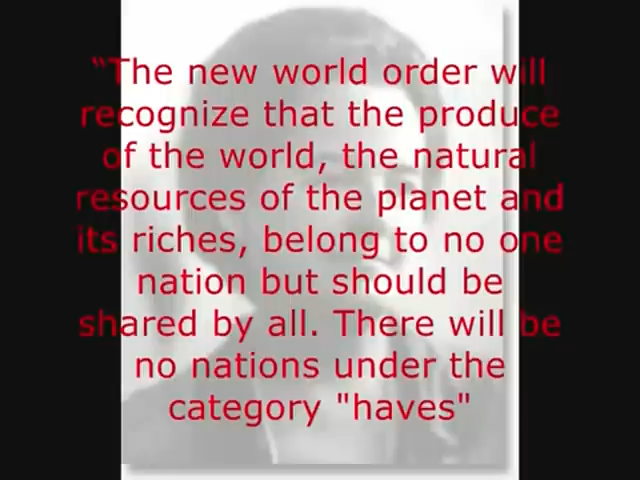 “The new world order will
recognize that the produce
of the world, the natural
resources of the planet and
its riches, belong to no one
nation but should be
shared by all. There will be
no nations under the
category "haves"